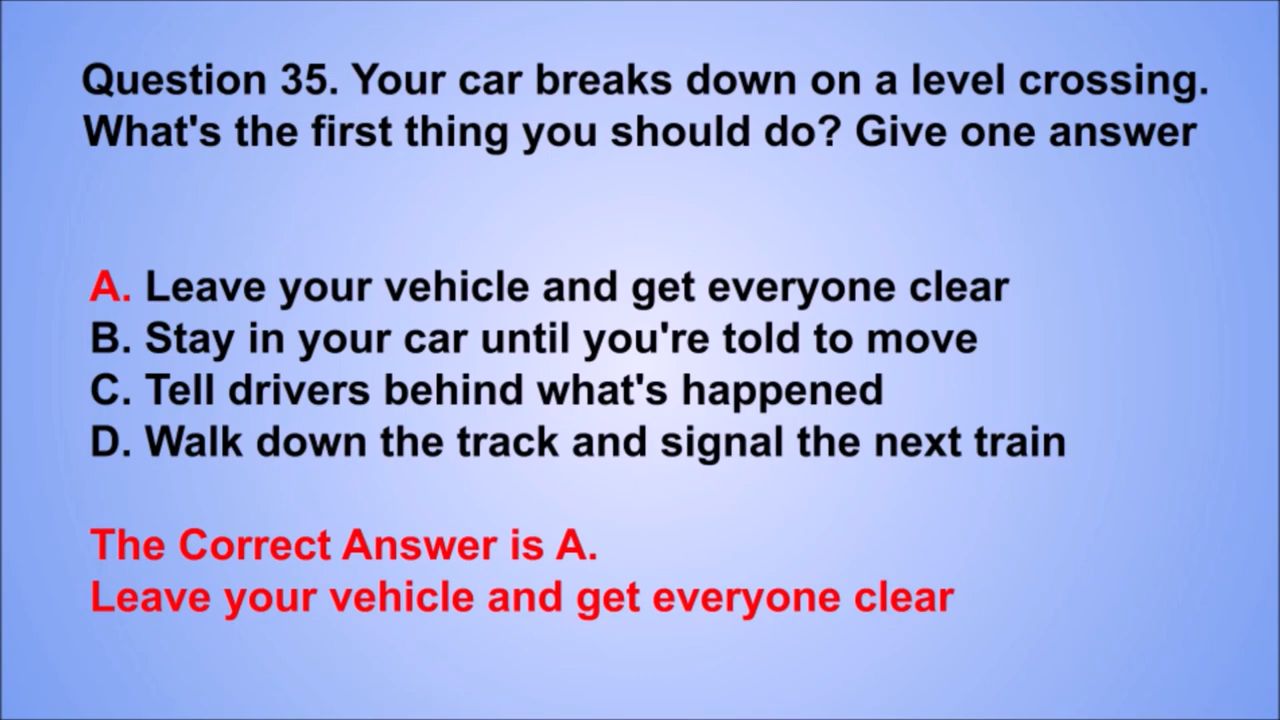 Question 35. Your car breaks down on a level crossing.
What's the first thing you should do? Give one answer
A. Leave your vehicle and get everyone clear
B. Stay in your car until you're told to move
C. Tell drivers behind what's happened
D. Walk down the track and signal the next train
The Correct Answer is A.
Leave your vehicle and get everyone clear